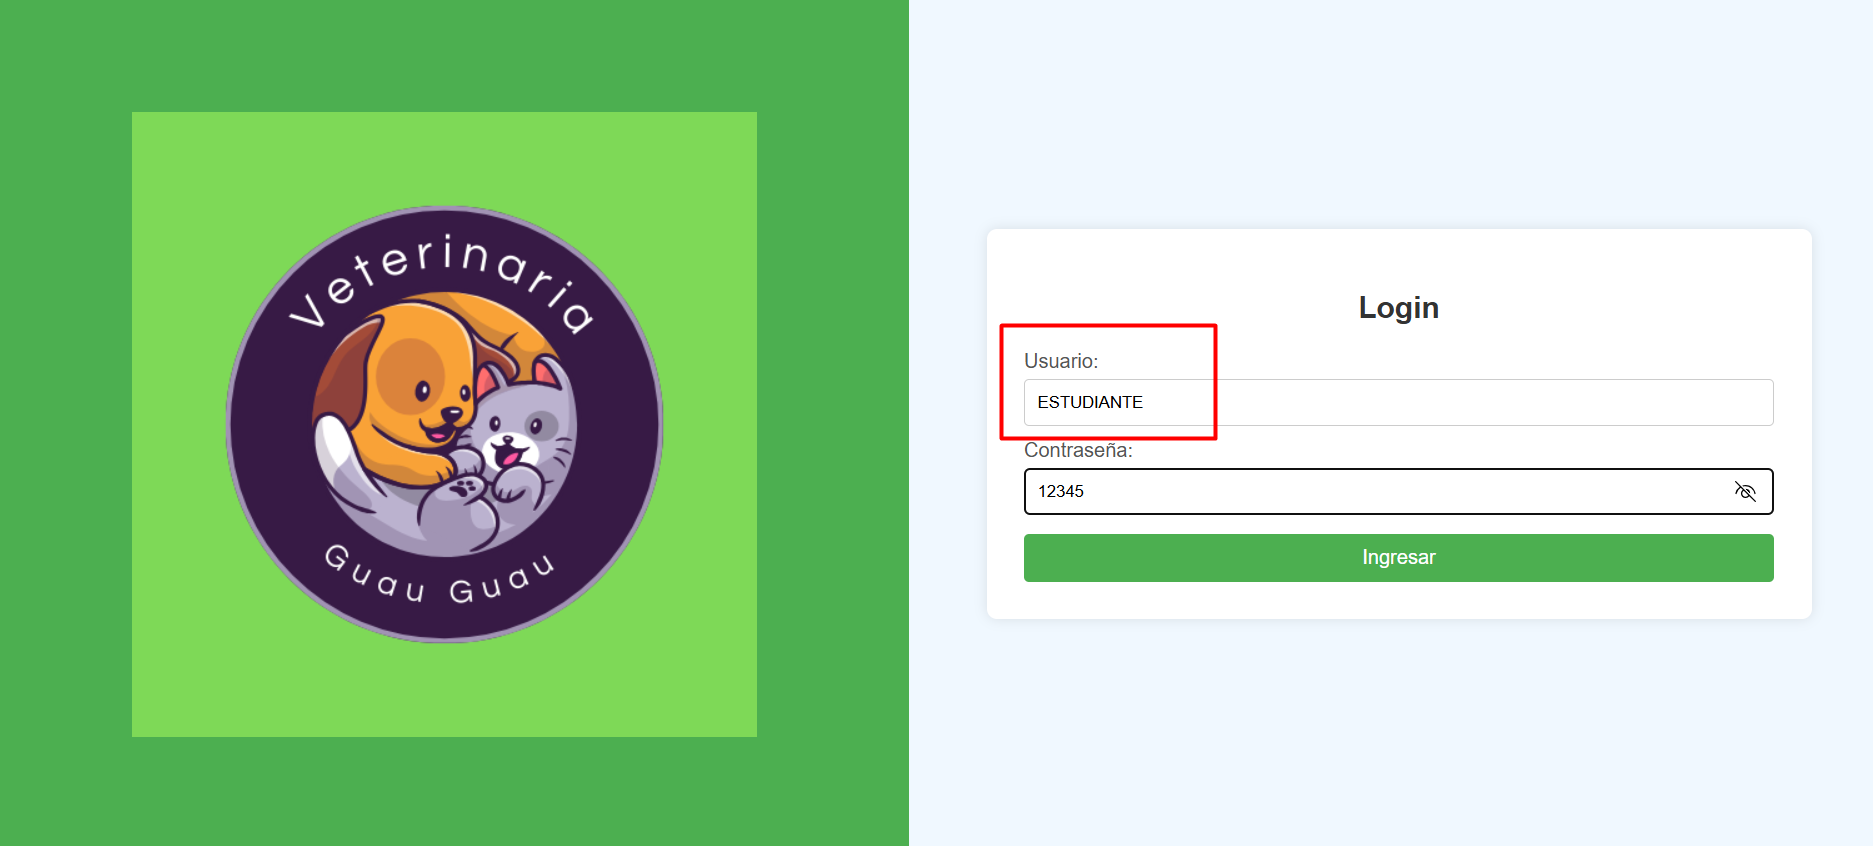 Veterinaria
Guau Guau
Login
Usuario:
ESTUDIANTE
Contraseña:
12345
Ingresar